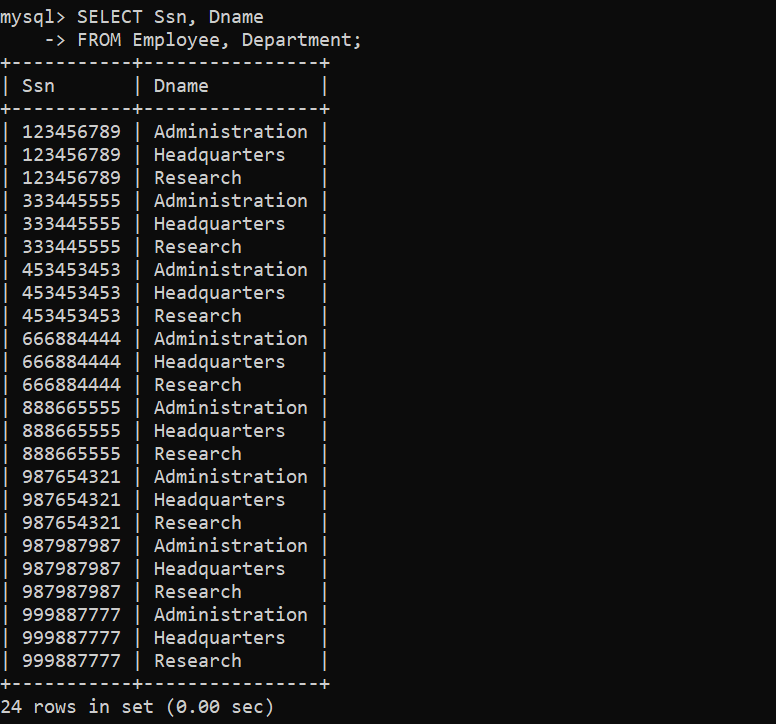 mysql> SELECT Ssn, Dname
    -> FROM Employee, Department;
+-----------+----------------+
| Ssn       | Dname          |
+-----------+----------------+
| 123456789 | Administration |
| 123456789 | Headquarters   |
| 123456789 | Research       |
| 333445555 | Administration |
| 333445555 | Headquarters   |
| 333445555 | Research       |
| 453453453 | Administration |
| 453453453 | Headquarters   |
| 453453453 | Research       |
| 666884444 | Administration |
| 666884444 | Headquarters   |
| 666884444 | Research       |
| 888665555 | Administration |
| 888665555 | Headquarters   |
| 888665555 | Research       |
| 987654321 | Administration |
| 987654321 | Headquarters   |
| 987654321 | Research       |
| 987987987 | Administration |
| 987987987 | Headquarters   |
| 987987987 | Research       |
| 999887777 | Administration |
| 999887777 | Headquarters   |
| 999887777 | Research       |
+-----------+----------------+
24 rows in set (0.00 sec)